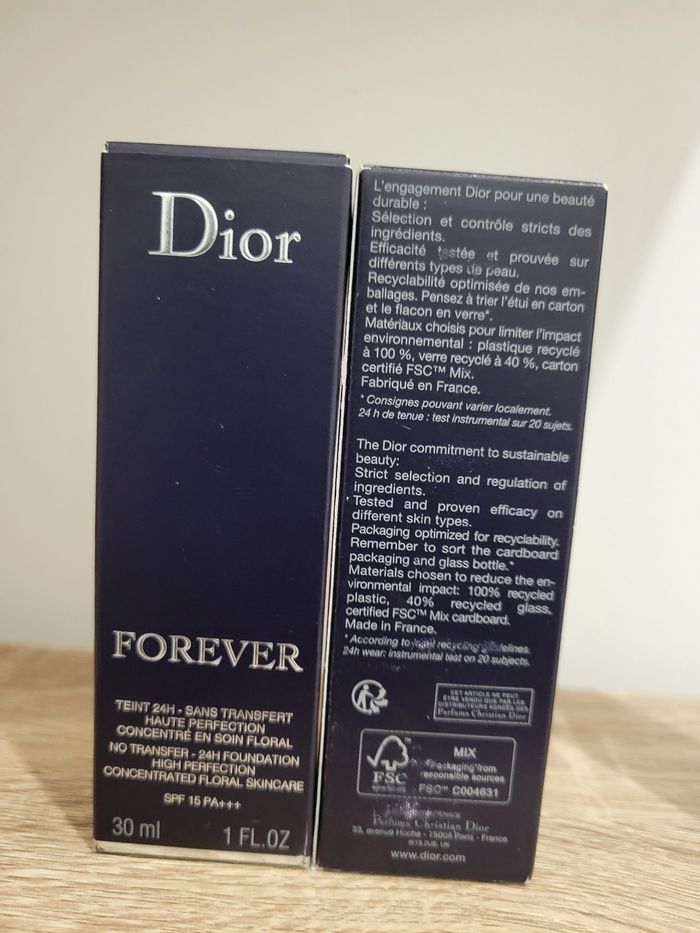 Dior
FOREVER
TEINT 24H - SANS TRANSFERT
HAUTE PERFECTION
CONCENTRÉ EN SOIN FLORAL
NO TRANSFER - 24H FOUNDATION
HIGH PERFECTION
CONCENTRATED FLORAL SKINCARE
SPF 15 PA+++
30 ml 1 FL.OZ
L'engagement Dior pour une beauté
durable :
Sélection et contrôle stricts des
ingrédients.
Efficacité testée et prouvée sur
différents types de peau.
Recyclabilité optimisée de nos em-
ballages. Pensez à trier l'étui en carton
et le flacon en verre*.
Matériaux choisis pour limiter l'impact
environnemental : plastique recyclé
à 100 %, verre recyclé à 40 %, carton
certifié FSC™ Mix.
Fabriqué en France.
* Consignes pouvant varier localement.
24 h de tenue : test instrumental sur 20 sujets.
The Dior commitment to sustainable
beauty:
Strict selection and regulation of
ingredients.
Tested and proven efficacy on
different skin types.
Packaging optimized for recyclability.
Remember to sort the cardboard
packaging and glass bottle.*
Materials chosen to reduce the en-
vironmental impact: 100% recycled
plastic, 40% recycled glass,
certified FSC™ Mix cardboard.
Made in France.
* According to local recycling guidelines.
24h wear: instrumental test on 20 subjects.
CET ARTICLE NE PEUT
ÊTRE VENDU QUE PAR LES
DISTRIBUTEURS AGRÉÉS DES
Parfums Christian Dior
FSC™
www.fsc.org
MIX
Packaging from
responsible sources
FSC™ C004631
Parfums Christian Dior
33, avenue Hoche - 75008 Paris - France
W1S 2UE, UK
www.dior.com